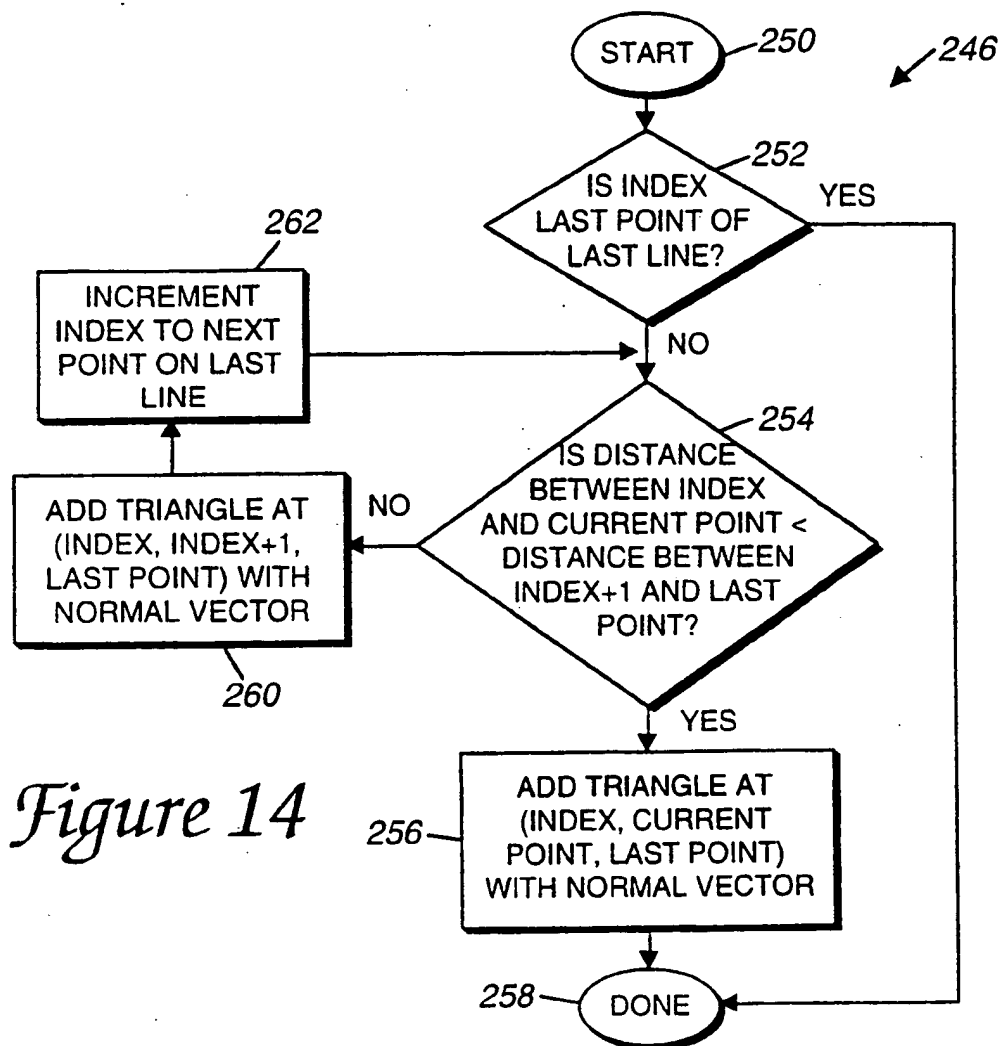 START
250
246
252
IS INDEX
LAST POINT OF
LAST LINE?
YES
262
INCREMENT
INDEX TO NEXT
POINT ON LAST
LINE
NO
254
IS DISTANCE
BETWEEN INDEX
AND CURRENT POINT <
DISTANCE BETWEEN
INDEX+1 AND LAST
POINT?
NO
ADD TRIANGLE AT
(INDEX, INDEX+1,
LAST POINT) WITH
NORMAL VECTOR
260
YES
ADD TRIANGLE AT
(INDEX, CURRENT
POINT, LAST POINT)
WITH NORMAL VECTOR
256
Figure 14
258
DONE